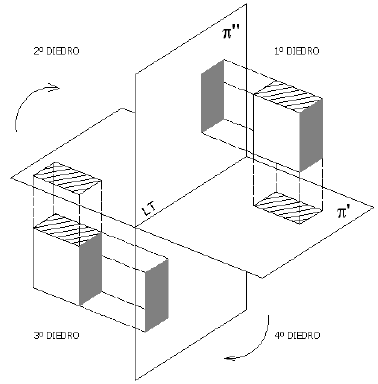 2º DIEDRO
π"
1º DIEDRO
LT
π'
3º DIEDRO
4º DIEDRO